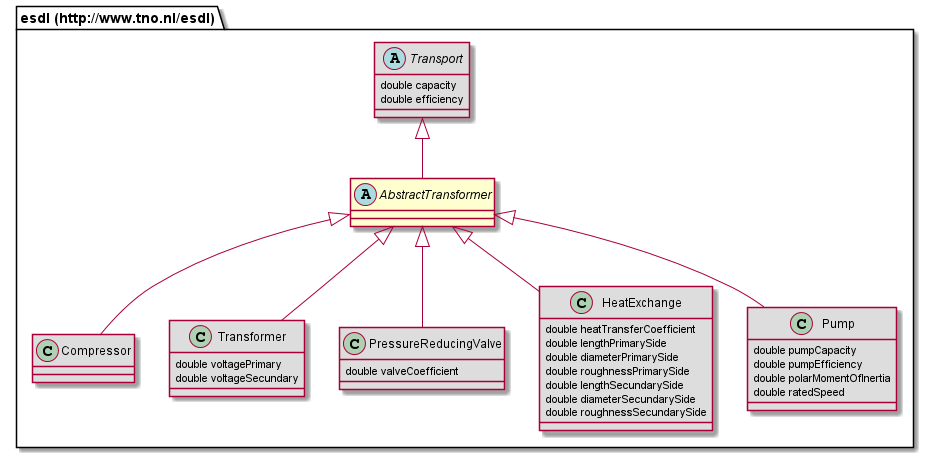 esdl (http://www.tno.nl/esdl)
A Transport
double capacity
double efficiency
A AbstractTransformer
C Compressor
C Transformer
double voltagePrimary
double voltageSecundary
C PressureReducingValve
double valveCoefficient
C HeatExchange
double heatTransferCoefficient
double lengthPrimarySide
double diameterPrimarySide
double roughnessPrimarySide
double lengthSecundarySide
double diameterSecundarySide
double roughnessSecundarySide
C Pump
double pumpCapacity
double pumpEfficiency
double polarMomentOfInertia
double ratedSpeed